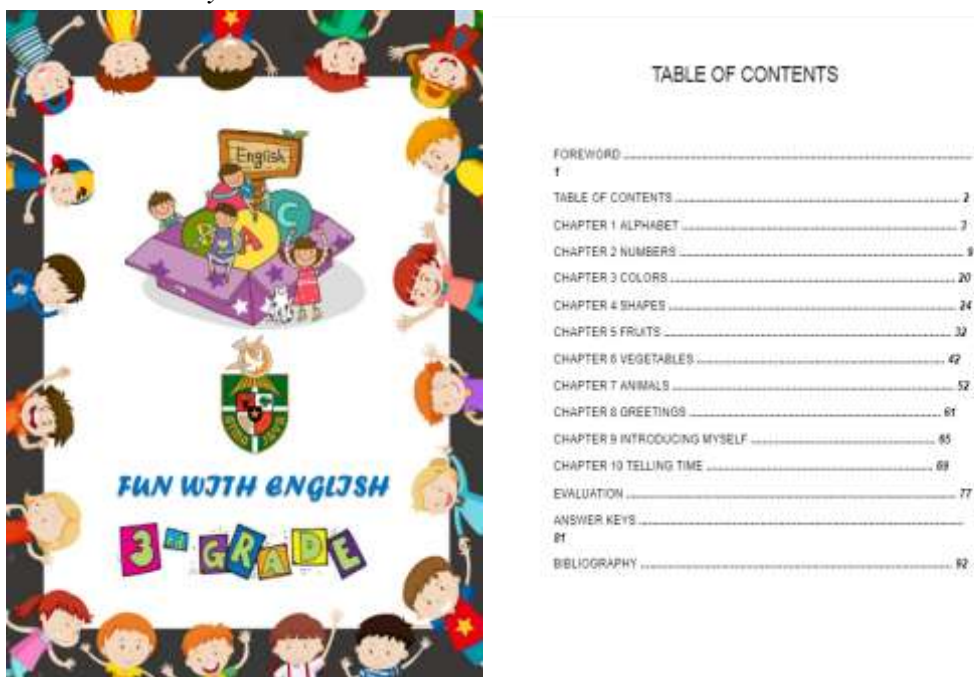 English
B A C
ATMA JAYA
FUN WITH ENGLISH
3rd GRADE
TABLE OF CONTENTS
FOREWORD
1
TABLE OF CONTENTS 2
CHAPTER 1 ALPHABET 3
CHAPTER 2 NUMBERS 9
CHAPTER 3 COLORS 20
CHAPTER 4 SHAPES 24
CHAPTER 5 FRUITS 32
CHAPTER 6 VEGETABLES 42
CHAPTER 7 ANIMALS 52
CHAPTER 8 GREETINGS 61
CHAPTER 9 INTRODUCING MYSELF 65
CHAPTER 10 TELLING TIME 69
EVALUATION 77
ANSWER KEYS
81
BIBLIOGRAPHY 92